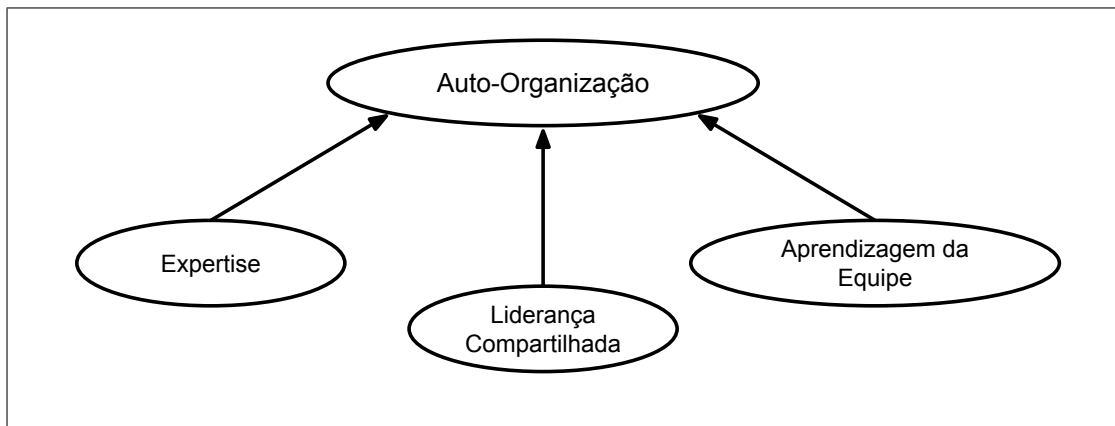 Auto-Organização
Expertise
Liderança
Compartilhada
Aprendizagem da
Equipe